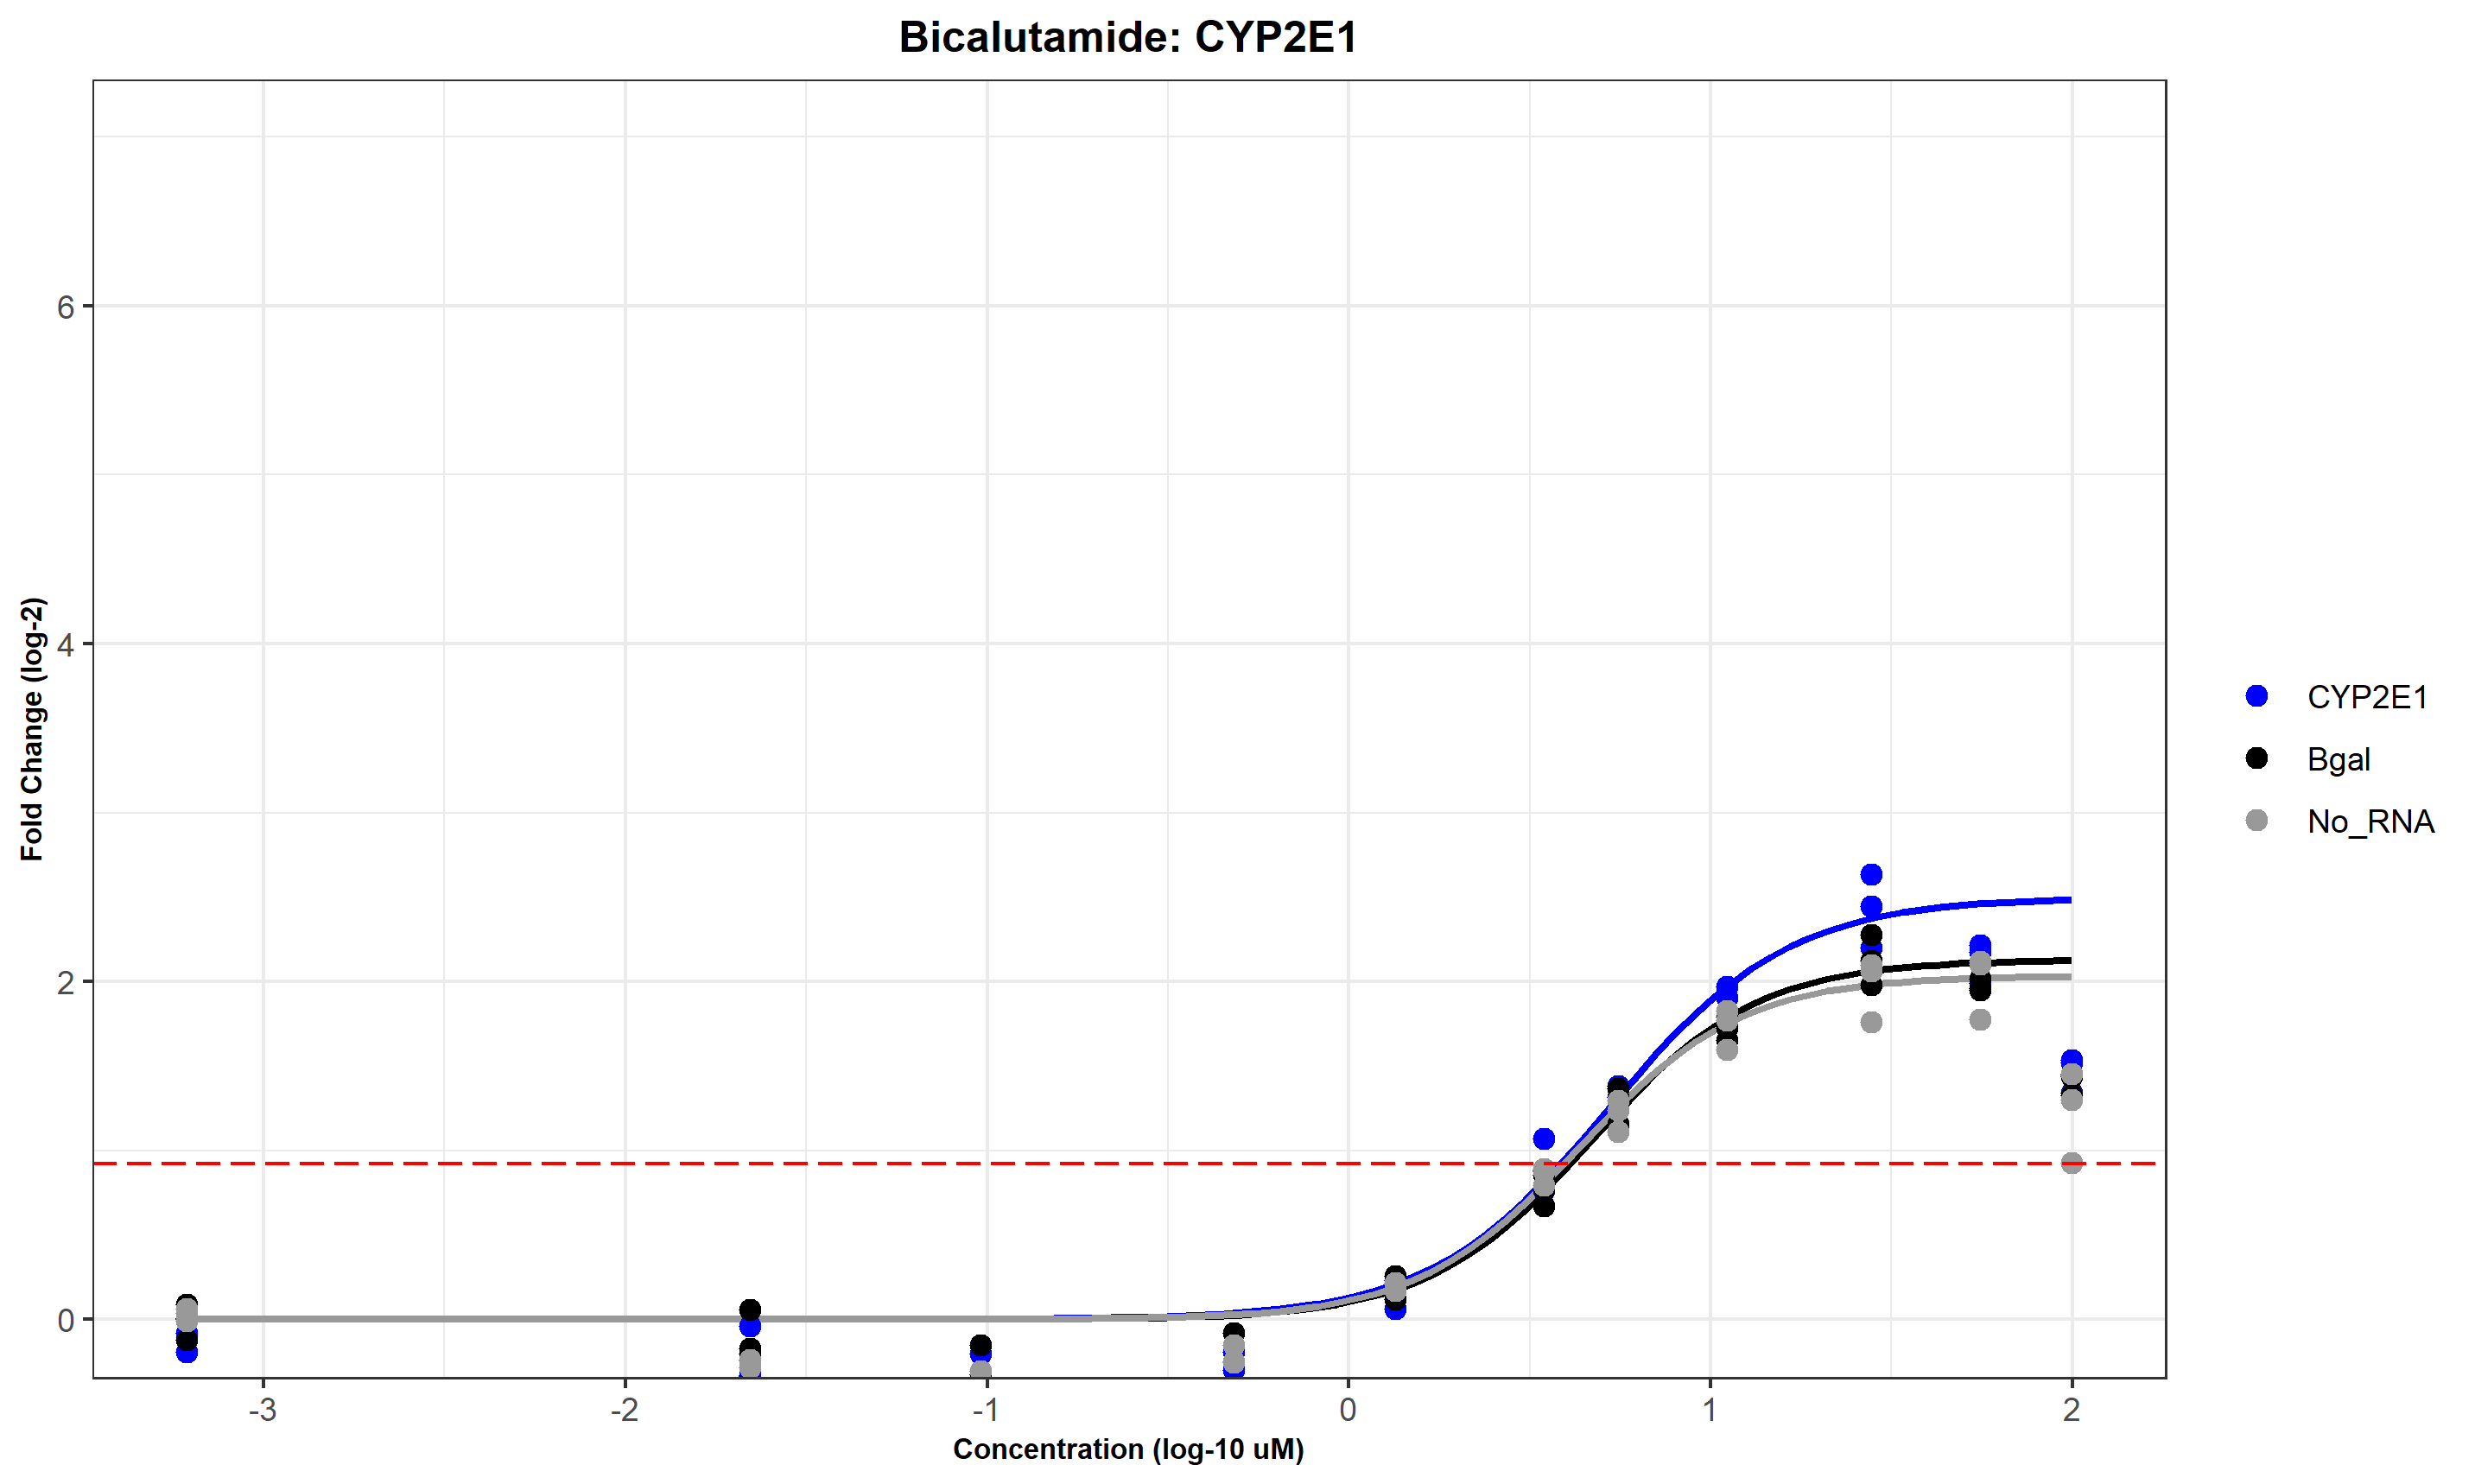 Bicalutamide: CYP2E1
Fold Change (log-2)
6
4
2
0
-3
-2
-1
0
1
2
Concentration (log-10 uM)
CYP2E1
Bgal
No_RNA